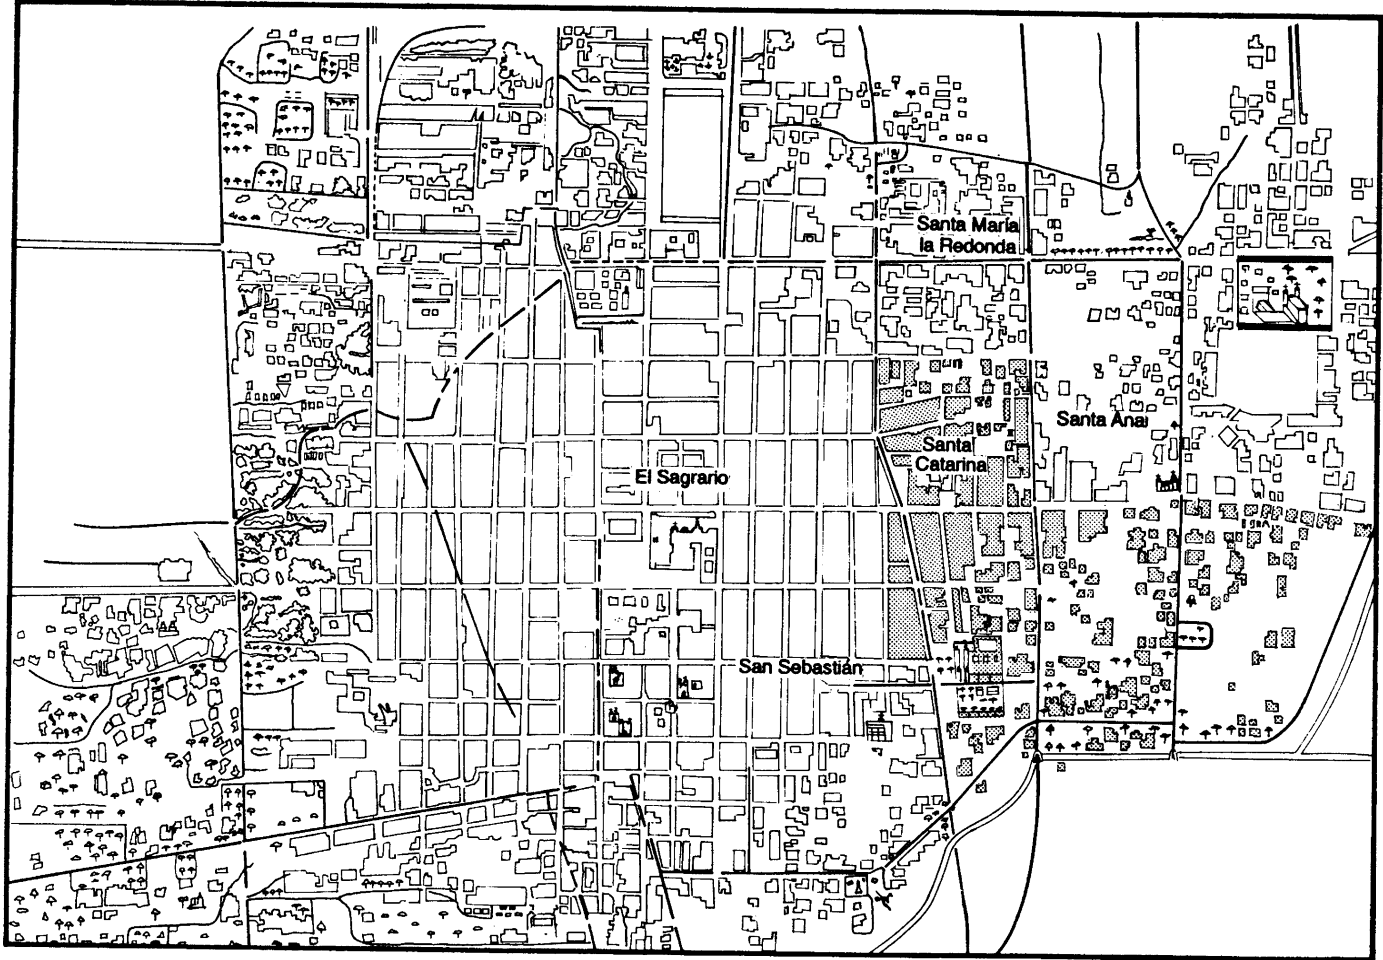 Santa María
la Redonda
Santa Ana
Santa
Catarina
El Sagrario
San Sebastián